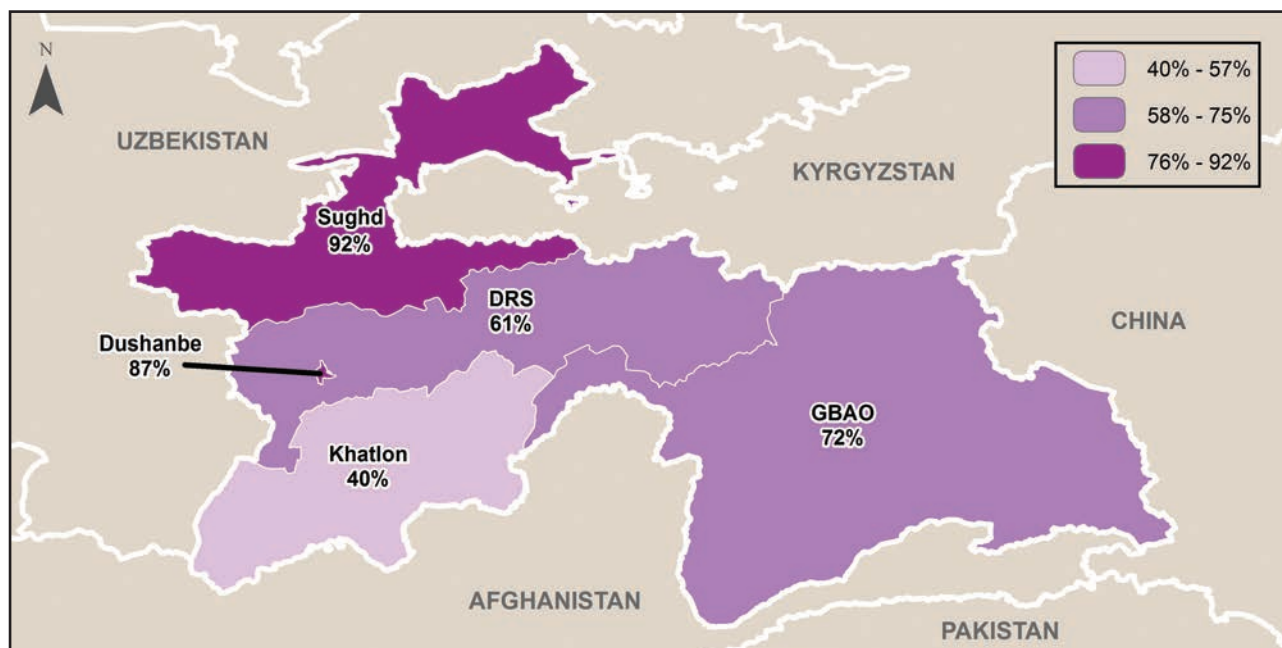 N
40% - 57%
58% - 75%
76% - 92%
UZBEKISTAN
KYRGYZSTAN
Sughd
92%
DRS
61%
CHINA
Dushanbe
87%
GBAO
72%
Khatlon
40%
AFGHANISTAN
PAKISTAN